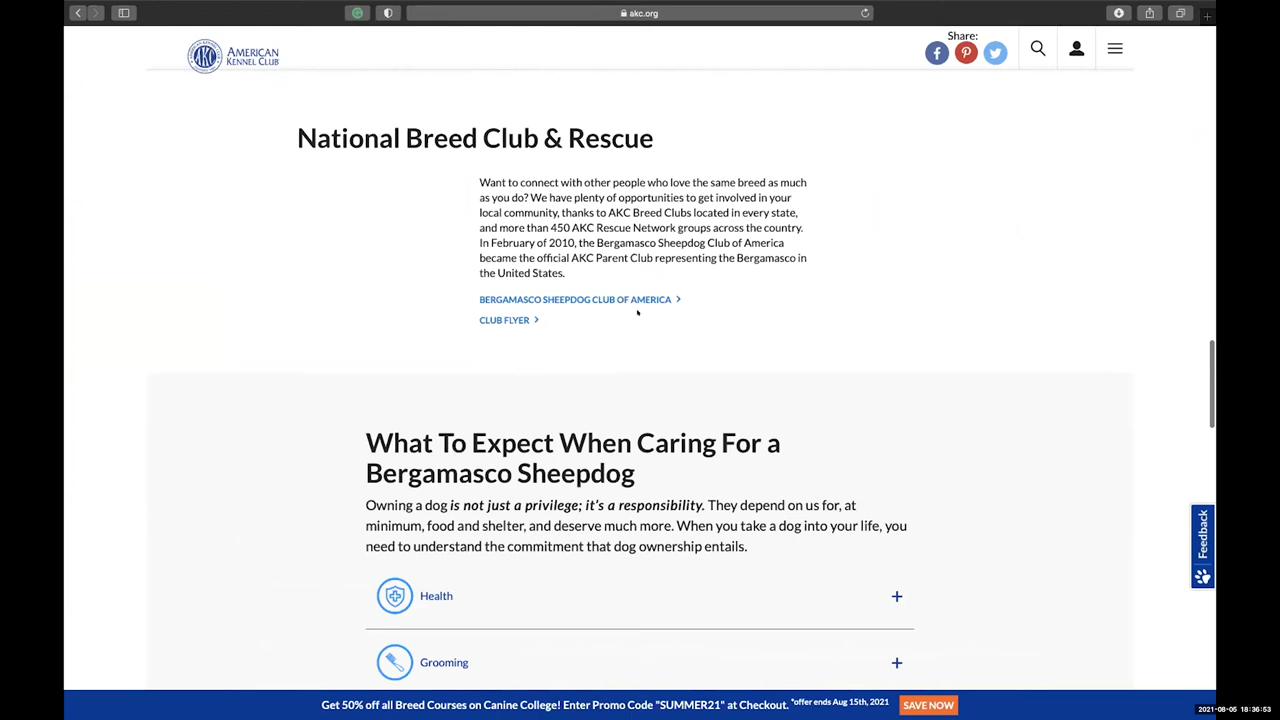 akc.org
AMERICAN
KENNEL CLUB
AKC
Share:
National Breed Club & Rescue
Want to connect with other people who love the same breed as much
as you do? We have plenty of opportunities to get involved in your
local community, thanks to AKC Breed Clubs located in every state,
and more than 450 AKC Rescue Network groups across the country.
In February of 2010, the Bergamasco Sheepdog Club of America
became the official AKC Parent Club representing the Bergamasco in
the United States.
BERGAMASCO SHEEPDOG CLUB OF AMERICA
CLUB FLYER
What To Expect When Caring For a
Bergamasco Sheepdog
Owning a dog is not just a privilege; it's a responsibility. They depend on us for, at
minimum, food and shelter, and deserve much more. When you take a dog into your life, you
need to understand the commitment that dog ownership entails.
Health
Grooming
Feedback
Get 50% off all Breed Courses on Canine College! Enter Promo Code "SUMMER21" at Checkout. *offer ends Aug 15th, 2021
SAVE NOW
2021-08-05 18:36:53